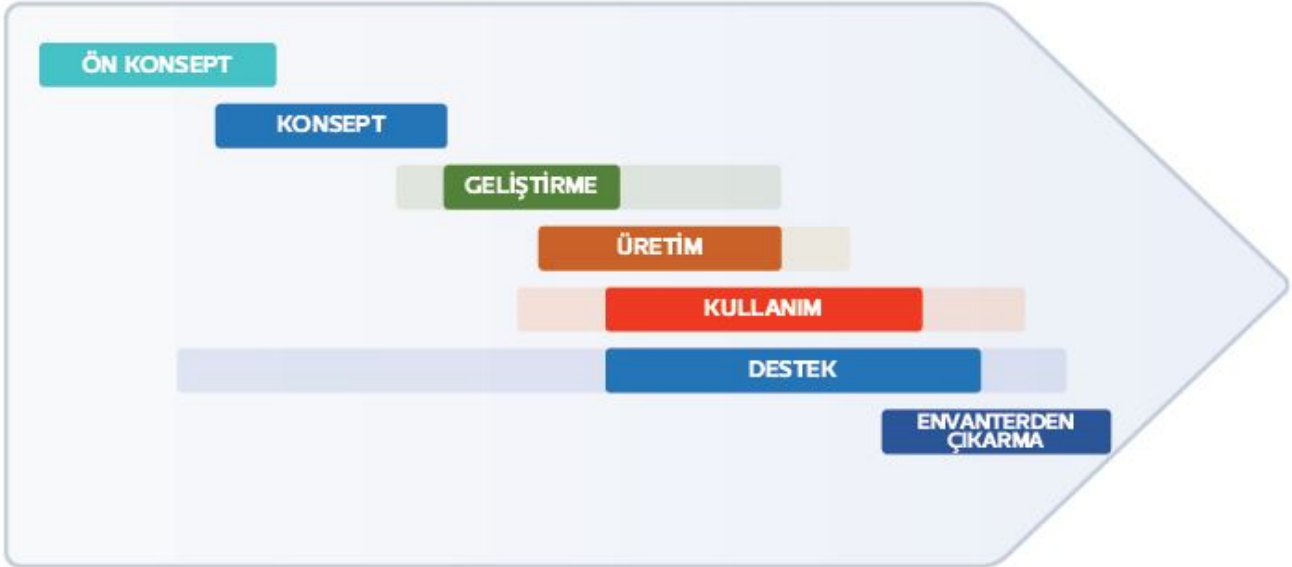 ÖN KONSEPT
KONSEPT
GELİŞTİRME
ÜRETİM
KULLANIM
DESTEK
ENVANTERDEN
ÇIKARMA